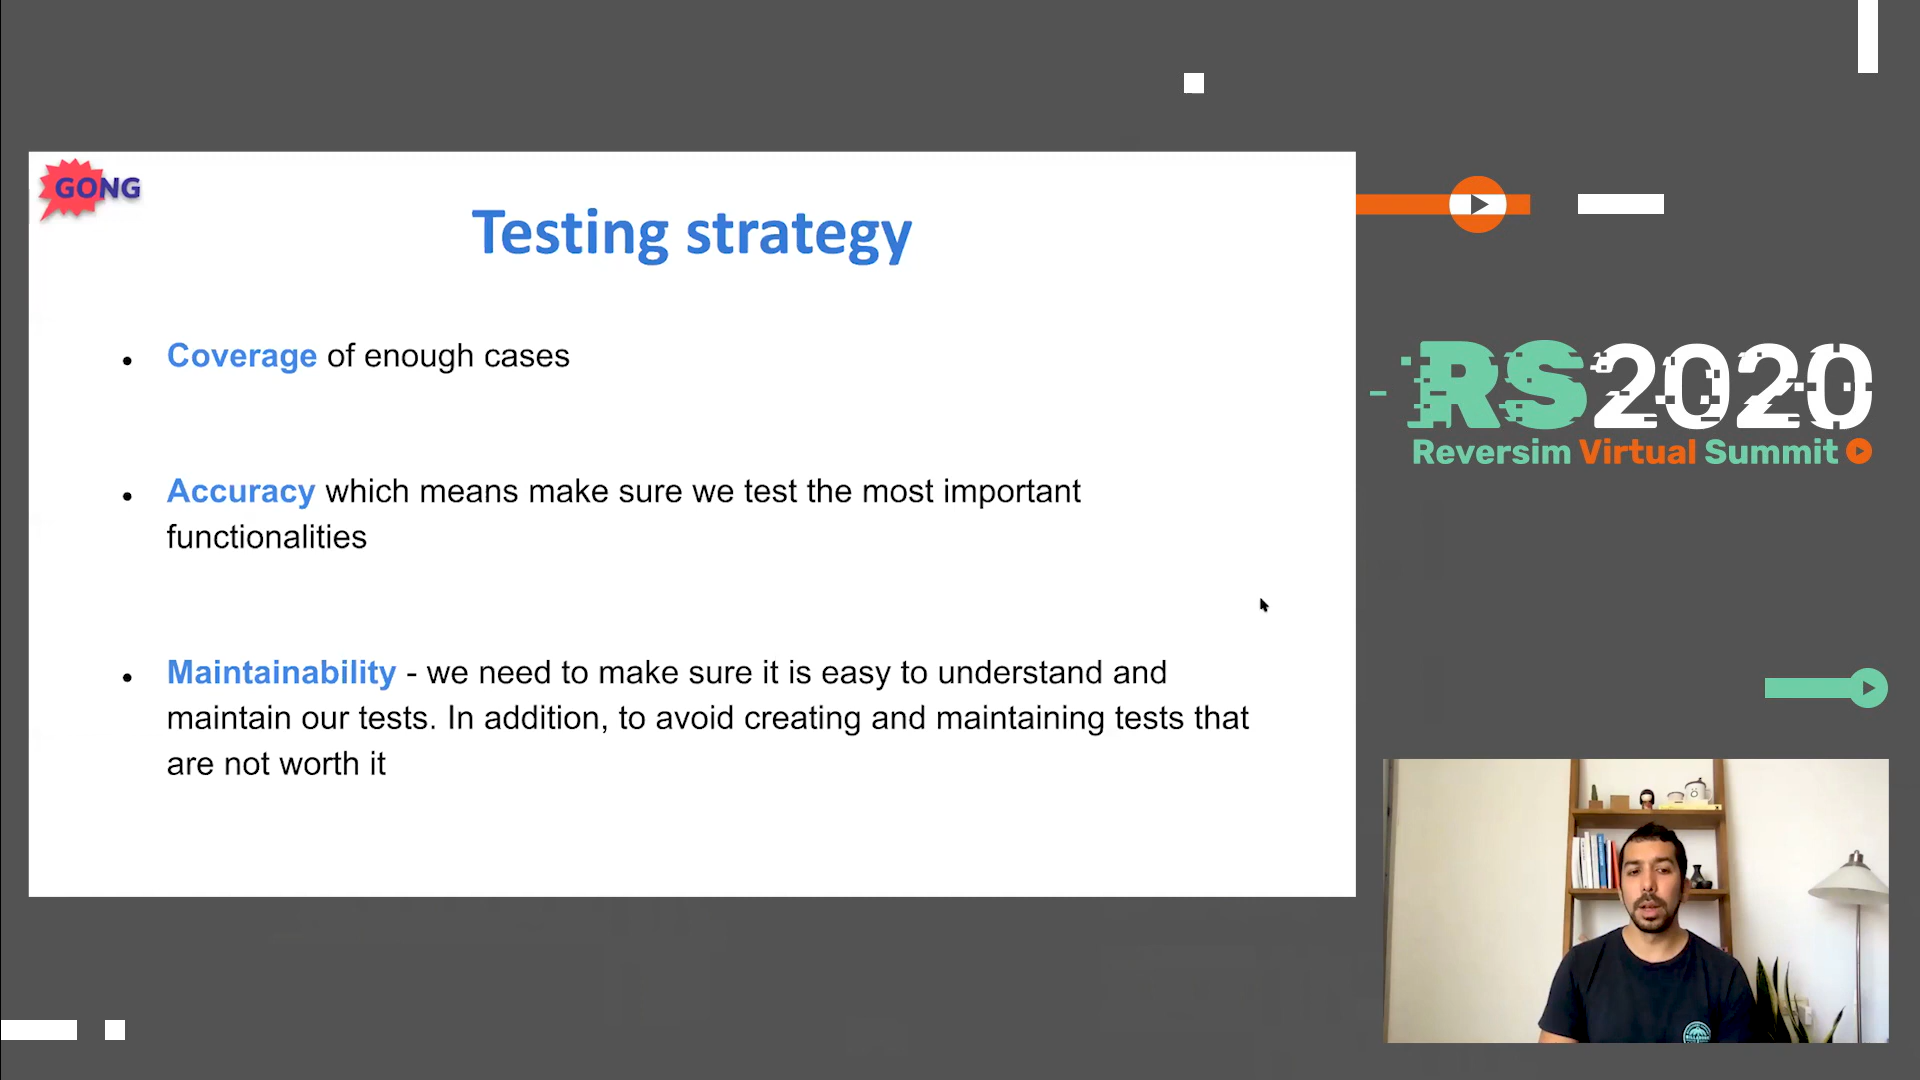 GONG
Testing strategy
• Coverage of enough cases
• Accuracy which means make sure we test the most important
functionalities
• Maintainability - we need to make sure it is easy to understand and
maintain our tests. In addition, to avoid creating and maintaining tests that
are not worth it
RS2020
Reversim Virtual Summit